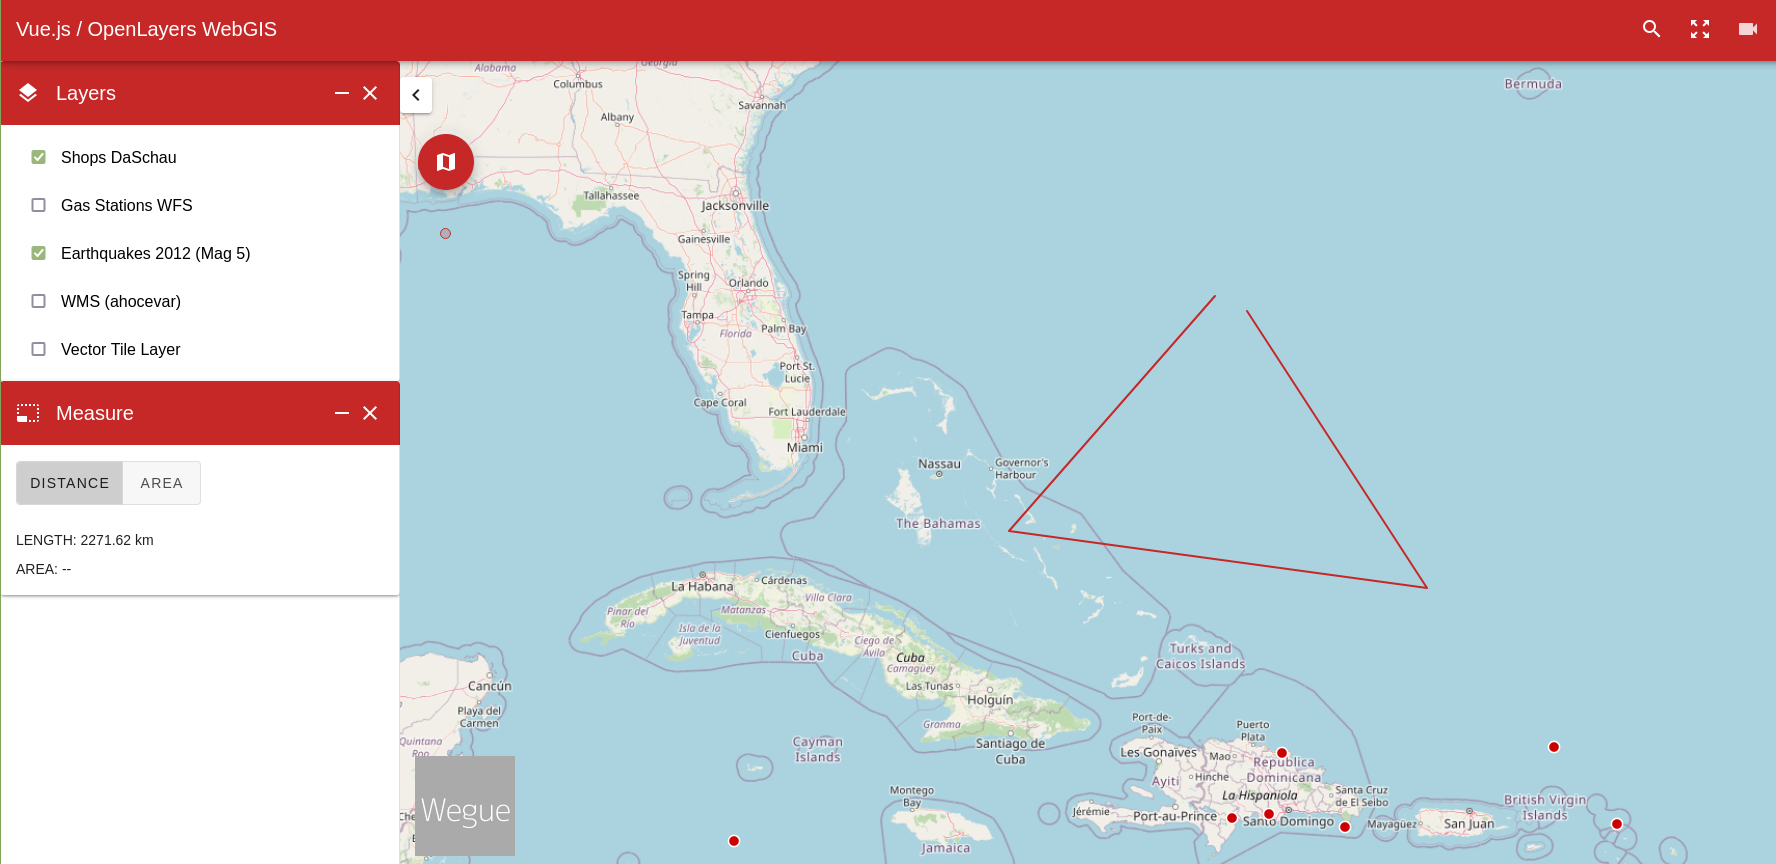 Vue.js / OpenLayers WebGIS
Layers
Shops DaSchau
Gas Stations WFS
Earthquakes 2012 (Mag 5)
WMS (ahocevar)
Vector Tile Layer
Measure
DISTANCE
AREA
LENGTH: 2271.62 km
AREA: --
Alabama
Georgia
Columbus
Savannah
Albany
Tallahassee
Jacksonville
Gainesville
Spring
Hill
Orlando
Tampa
Palm Bay
Florida
Port St.
Lucie
Cape Coral
Fort Lauderdale
Miami
Bermuda
Nassau
Governor's
Harbour
The Bahamas
La Habana
Cárdenas
Pinar del
Río
Matanzas
Villa Clara
Isla de la
Juventud
Cienfuegos
Ciego de
Ávila
Cuba
Cuba
Camagüey
Las Tunas
Holguín
Granma
Santiago de
Cuba
Turks and
Caicos Islands
Cancún
Playa del
Carmen
Quintana
Roo
Che
Cayman
Islands
Montego
Bay
Jamaica
Port-de-
Paix
Les Gonaïves
Ayiti
Hinche
Jérémie
Port-au-Prince
Puerto
Plata
Mao
Republica
Dominicana
La Hispaniola
Santo Domingo
Santa Cruz
de El Seibo
Mayagüez
San Juan
British Virgin
Islands
Wegue